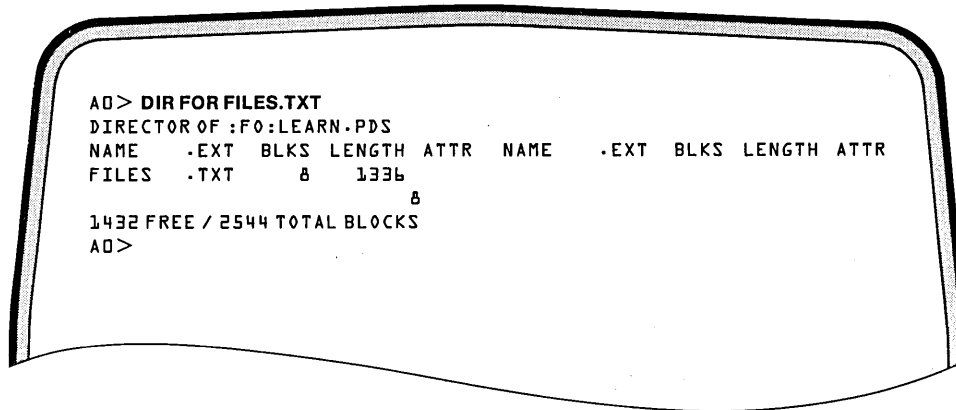 A0> DIR FOR FILES.TXT
DIRECTOR OF :F0:LEARN.PDS
NAME .EXT BLKS LENGTH ATTR NAME .EXT BLKS LENGTH ATTR
FILES .TXT 8 1336
8
1432 FREE / 2544 TOTAL BLOCKS
A0>